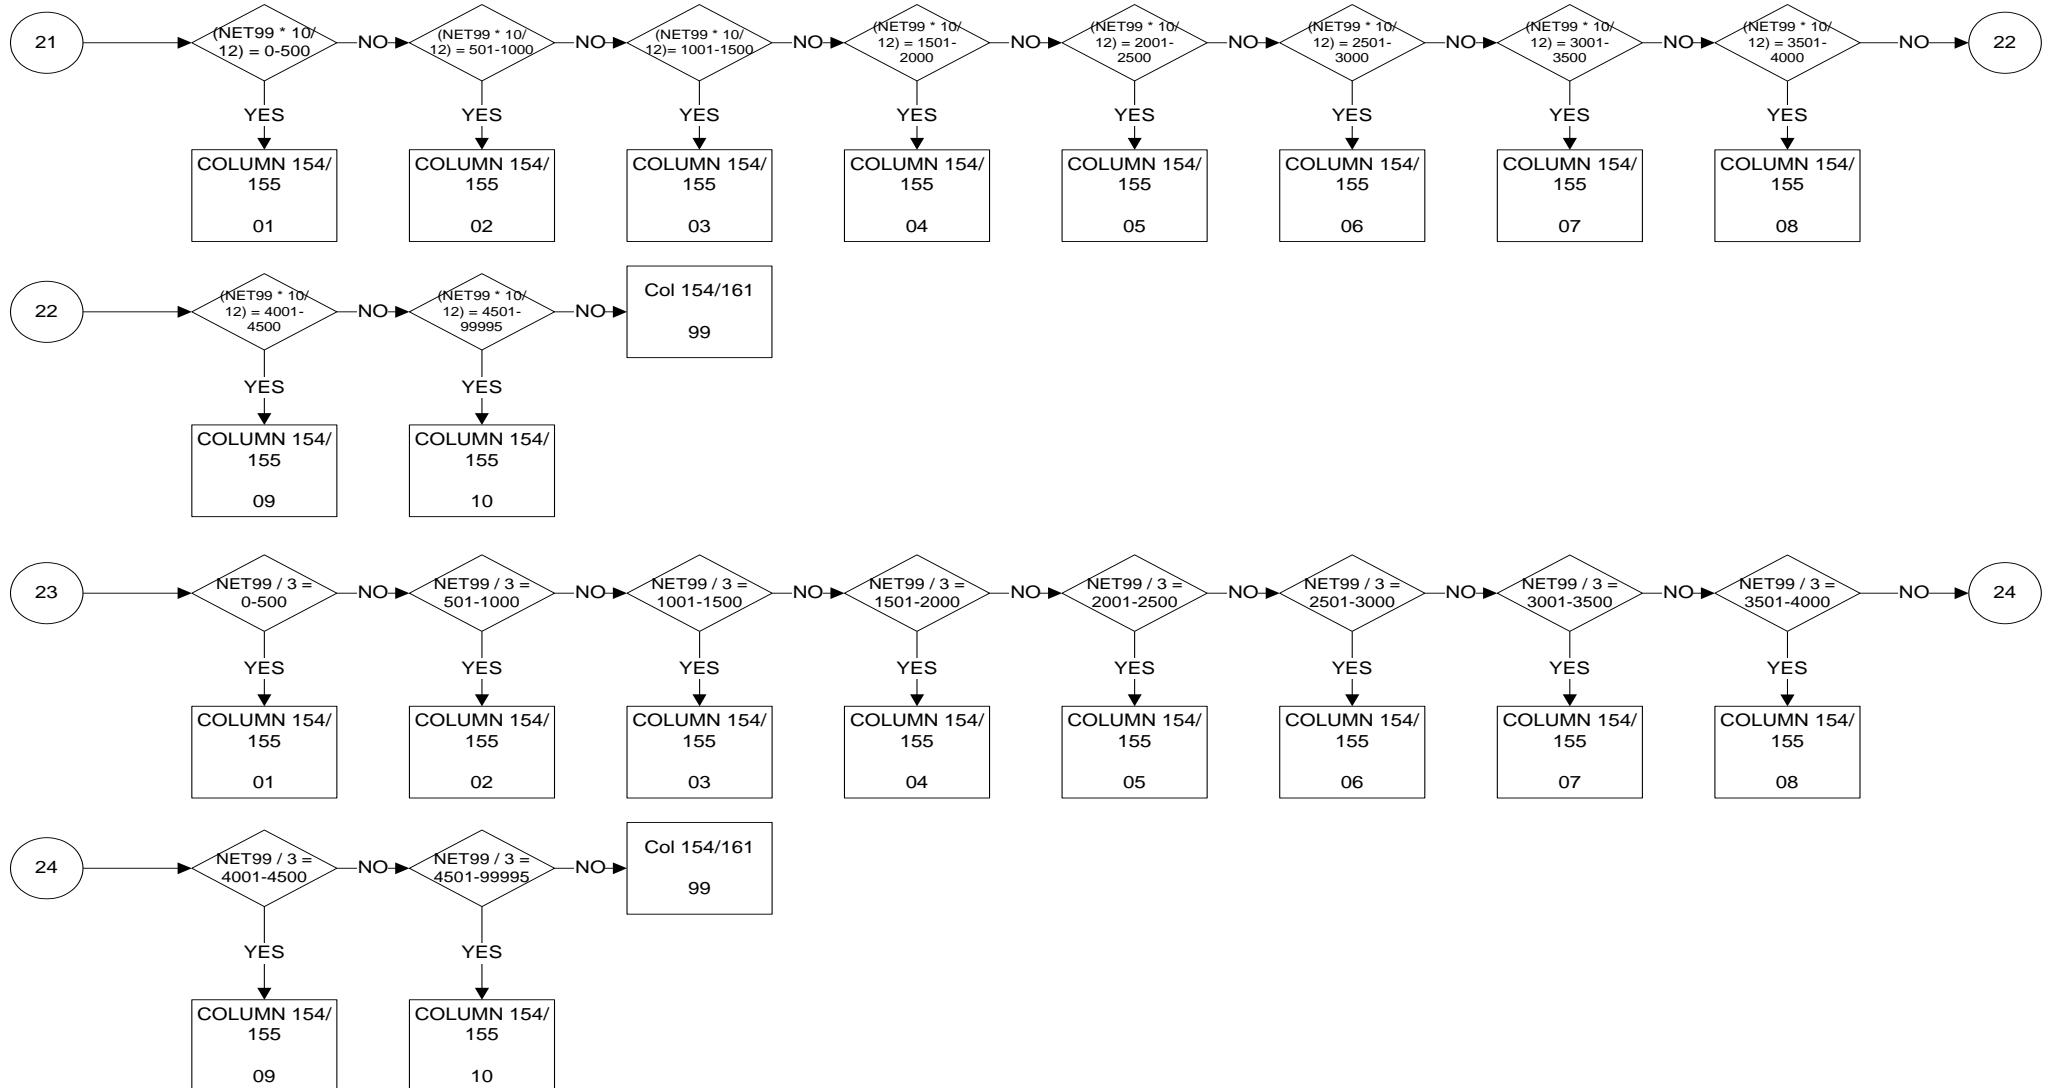 21
(NET99 * 10/
12) = 0-500
NO
(NET99 * 10/
12) = 501-1000
NO
(NET99 * 10/
12)= 1001-1500
NO
(NET99 * 10/
12) = 1501-
2000
NO
(NET99 * 10/
12) = 2001-
2500
NO
(NET99 * 10/
12) = 2501-
3000
NO
(NET99 * 10/
12) = 3001-
3500
NO
(NET99 * 10/
12) = 3501-
4000
NO
22
YES
YES
YES
YES
YES
YES
YES
YES
COLUMN 154/
155
01
COLUMN 154/
155
02
COLUMN 154/
155
03
COLUMN 154/
155
04
COLUMN 154/
155
05
COLUMN 154/
155
06
COLUMN 154/
155
07
COLUMN 154/
155
08
22
(NET99 * 10/
12) = 4001-
4500
NO
(NET99 * 10/
12) = 4501-
99995
NO
Col 154/161
99
YES
YES
COLUMN 154/
155
09
COLUMN 154/
155
10
23
NET99 / 3 =
0-500
NO
NET99 / 3 =
501-1000
NO
NET99 / 3 =
1001-1500
NO
NET99 / 3 =
1501-2000
NO
NET99 / 3 =
2001-2500
NO
NET99 / 3 =
2501-3000
NO
NET99 / 3 =
3001-3500
NO
NET99 / 3 =
3501-4000
NO
24
YES
YES
YES
YES
YES
YES
YES
YES
COLUMN 154/
155
01
COLUMN 154/
155
02
COLUMN 154/
155
03
COLUMN 154/
155
04
COLUMN 154/
155
05
COLUMN 154/
155
06
COLUMN 154/
155
07
COLUMN 154/
155
08
24
NET99 / 3 =
4001-4500
NO
NET99 / 3 =
4501-99995
NO
Col 154/161
99
YES
YES
COLUMN 154/
155
09
COLUMN 154/
155
10